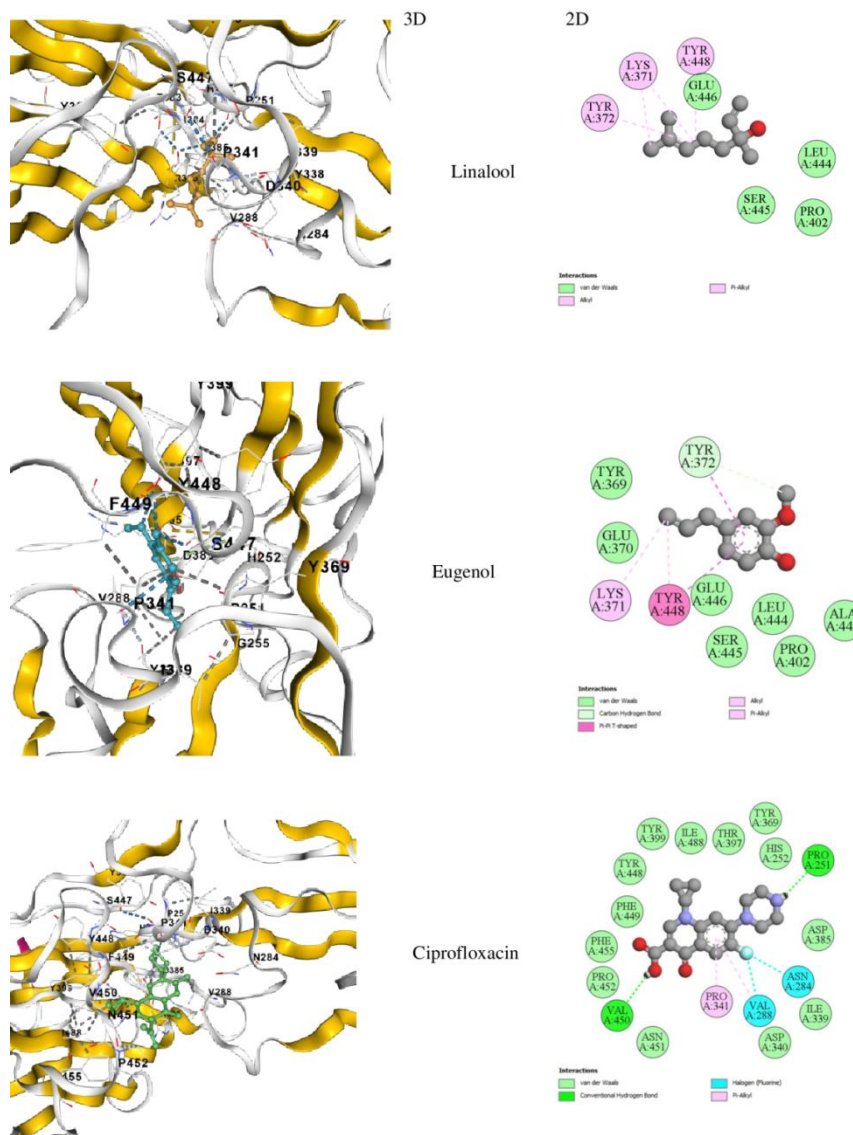 3D
2D
S447
P341
D340
Y338
V288
Linalool
TYR
A:448
LYS
A:371
GLU
A:446
TYR
A:372
LEU
A:444
SER
A:445
PRO
A:402
Interactions
van der Waals
Alkyl
Pi-Alkyl
Y399
Y448
F449
S447
H252
Y369
V288
P341
G255
Eugenol
TYR
A:372
TYR
A:369
GLU
A:370
LYS
A:371
TYR
A:448
GLU
A:446
LEU
A:444
SER
A:445
PRO
A:402
Interactions
van der Waals
Carbon Hydrogen Bond
Pi-Pi T-shaped
Alkyl
Pi-Alkyl
S447
I339
D340
Y448
F449
N284
V288
V450
N451
P452
Ciprofloxacin
TYR
A:369
TYR
A:399
ILE
A:488
THR
A:397
HIS
A:252
PRO
A:251
TYR
A:448
PHE
A:449
ASP
A:385
PHE
A:455
PRO
A:452
ASN
A:284
PRO
A:341
VAL
A:288
ILE
A:339
VAL
A:450
ASN
A:451
ASP
A:340
Interactions
van der Waals
Conventional Hydrogen Bond
Halogen (Fluorine)
Pi-Alkyl